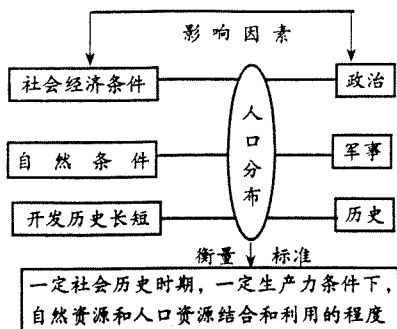 影响因素
社会经济条件
政治
人口分布
自然条件
军事
开发历史长短
历史
衡量 标准
一定社会历史时期，一定生产力条件下，
自然资源和人口资源结合和利用的程度